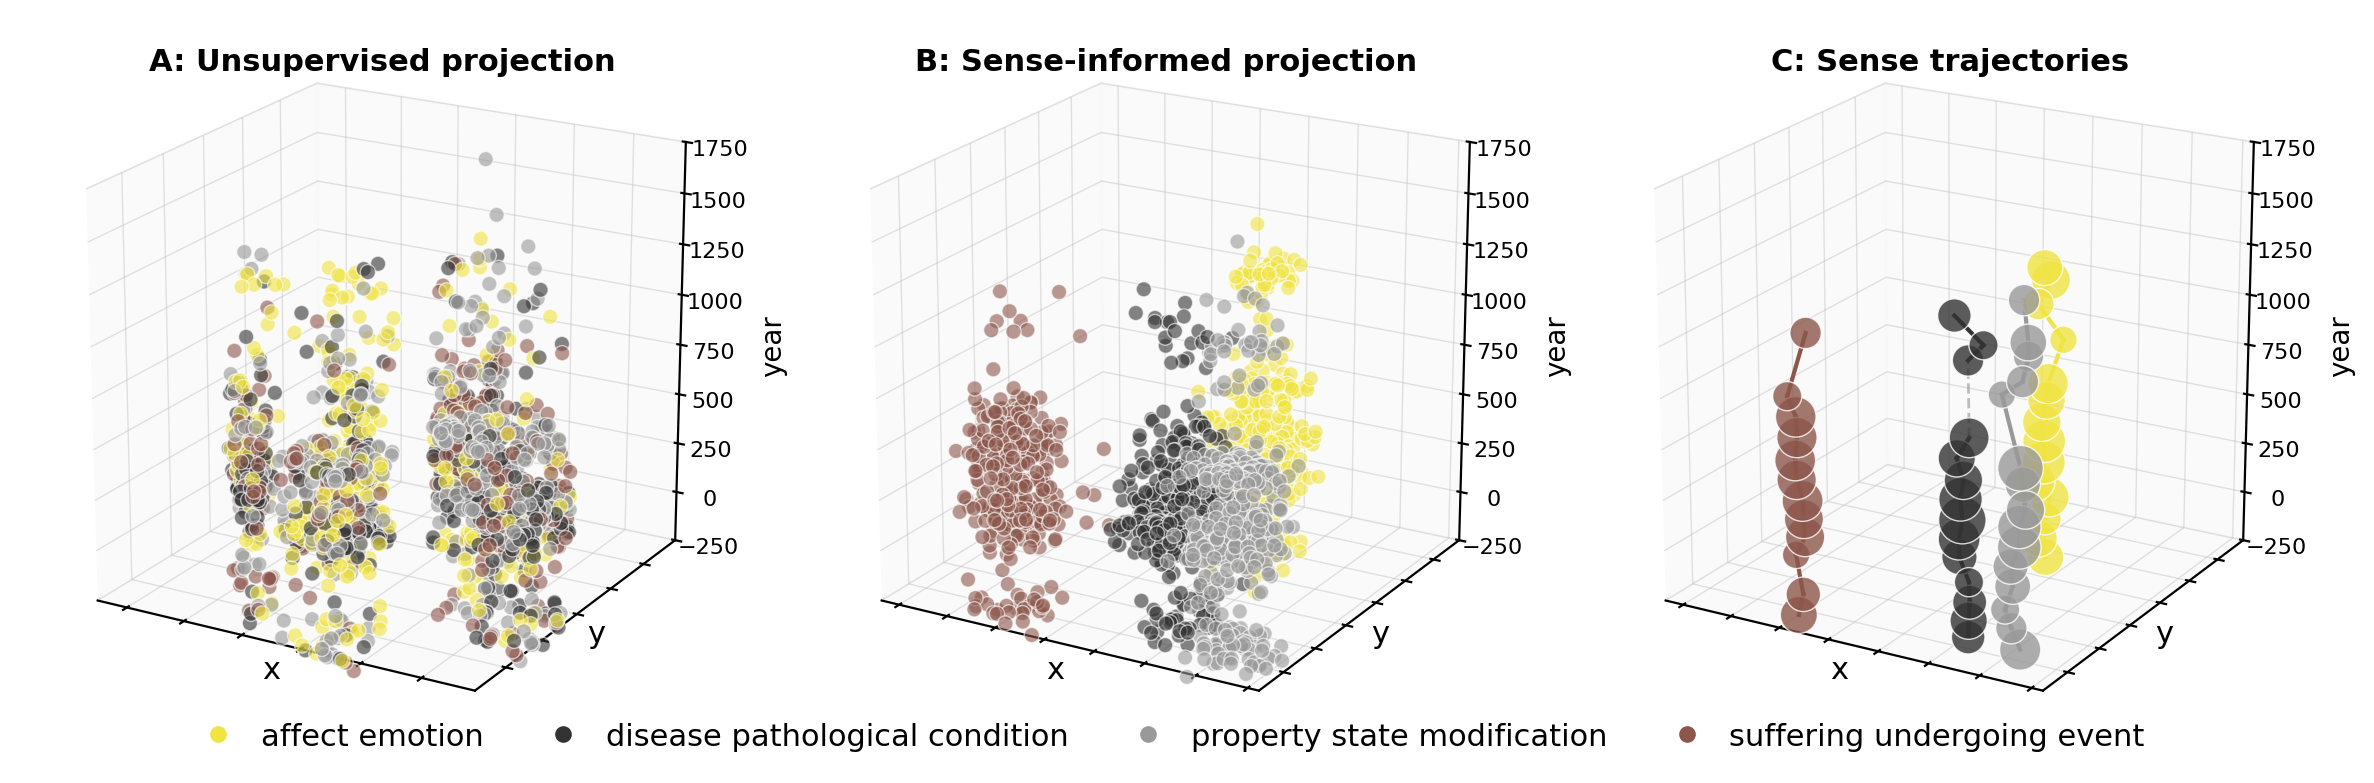 A: Unsupervised projection
B: Sense-informed projection
C: Sense trajectories
1750
1500
1250
1000
750
500
250
0
−250
year
x
y
1750
1500
1250
1000
750
500
250
0
−250
year
x
y
1750
1500
1250
1000
750
500
250
0
−250
year
x
y
affect emotion
disease pathological condition
property state modification
suffering undergoing event